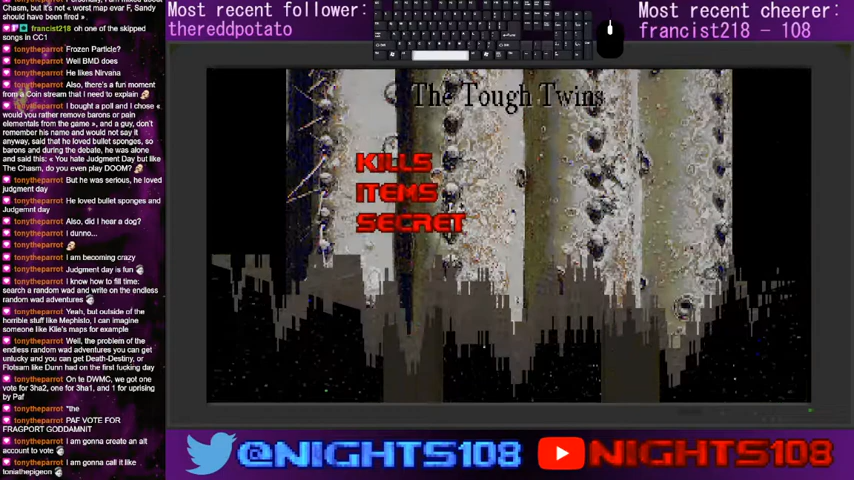 Chasm, but it's not « worst map evar F, Sandy
should have been fired » .
francist218 oh one of the skipped
songs in CC1
tonytheparrot Frozen Particle?
tonytheparrot Well BMD does
tonytheparrot He likes Nirvana
tonytheparrot Also, there's a fun moment
from a Coin stream that I need to explain
tonytheparrot I bought a poll and I chose «
would you rather remove barons or pain
elementals from the game », and a guy, don't
remember his name and would not say it
anyway, said that he loved bullet sponges, so
barons and during the debate, he was alone
and said this: « You hate Judgment Day but like
The Chasm, do you even play DOOM? »
tonytheparrot But he was serious, he loved
judgment day
tonytheparrot He loved bullet sponges and
Judgemnt day
tonytheparrot Also, did I hear a dog?
tonytheparrot I dunno...
tonytheparrot
tonytheparrot I am becoming crazy
tonytheparrot Judgment day is fun
tonytheparrot I know how to fill time:
search a random wad and write on the endless
random wad adventures
tonytheparrot Yeah, but outside of the
horrible stuff like Mephisto, I can imagine
someone like Klie's maps for example
tonytheparrot Well, the problem of the
endless random wad adventures you can get
unlucky and you can get Death-Destiny, or
Flotsam like Dunn had on the first fucking day
tonytheparrot On te DWMC, we got one
vote for 3ha2, one for 3ha1, and 1 for uprising
by Paf
tonytheparrot *the
tonytheparrot PAF VOTE FOR
FRAGPORT GODDAMNIT
tonytheparrot I am gonna create an alt
account to vote
tonytheparrot I am gonna call it like
toniathepigeon
Most recent follower:
thereddpotato
Most recent cheerer:
francist218 - 108
The Tough Twins
KILLS
ITEMS
SECRET
@NIGHTS108
NIGHTS108